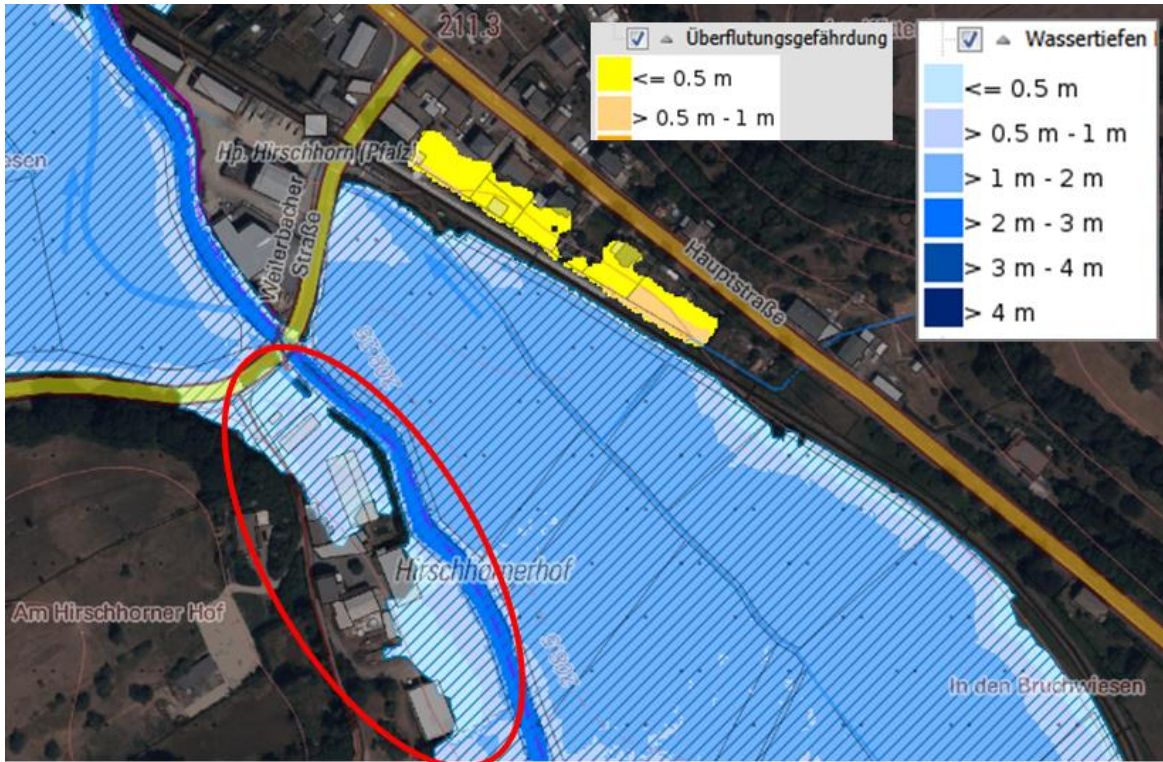 211.3
Überflutungsgefährdung
<= 0.5 m
> 0.5 m - 1 m
Wassertiefen
<= 0.5 m
> 0.5 m - 1 m
> 1 m - 2 m
> 2 m - 3 m
> 3 m - 4 m
> 4 m
Hp. Hirschhorn (Pfalz)
Weilerbacher
Straße
Hauptstraße
Hirschhornerhof
Am Hirschhorner Hof
In den Bruchwiesen